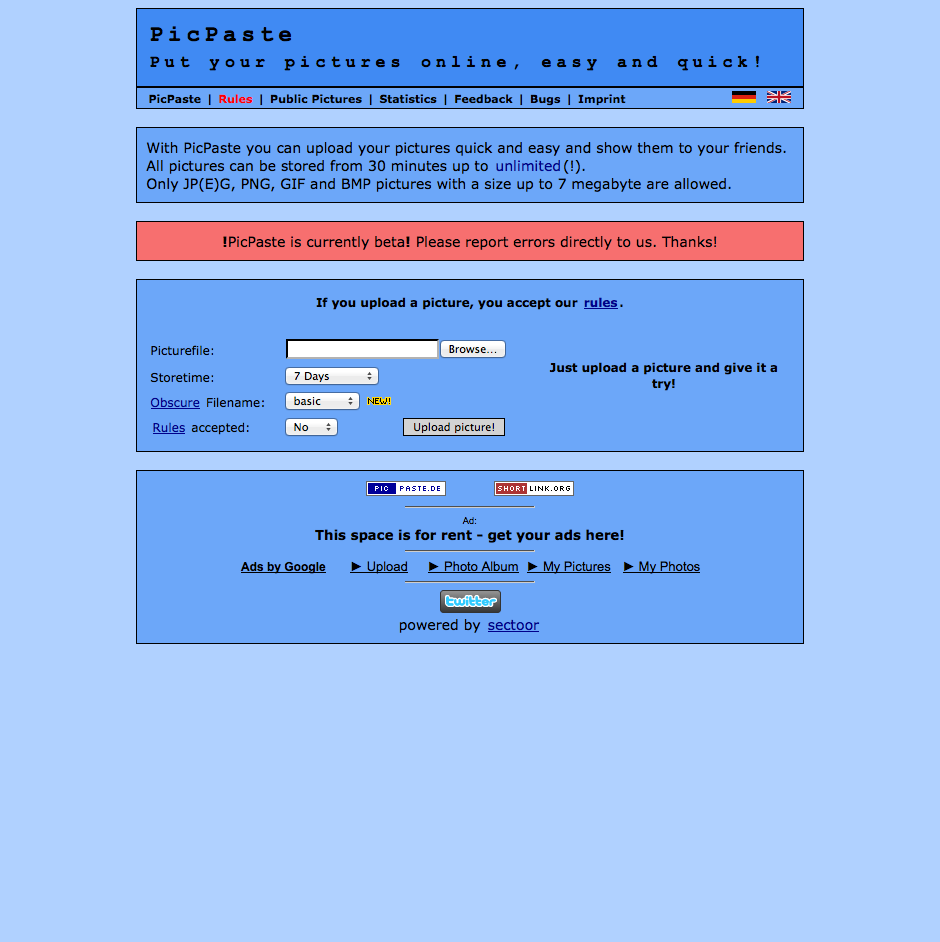 PicPaste
Put your pictures online, easy and quick!
PicPaste | Rules | Public Pictures | Statistics | Feedback | Bugs | Imprint
With PicPaste you can upload your pictures quick and easy and show them to your friends.
All pictures can be stored from 30 minutes up to unlimited(!).
Only JP(E)G, PNG, GIF and BMP pictures with a size up to 7 megabyte are allowed.
!PicPaste is currently beta! Please report errors directly to us. Thanks!
If you upload a picture, you accept our rules.
Picturefile: Browse...
Storetime: 7 Days
Obscure Filename: basic NEW!
Rules accepted: No Upload picture!
Just upload a picture and give it a
try!
PIC PASTE.DE SHORT LINK.ORG
Ad:
This space is for rent - get your ads here!
Ads by Google ► Upload ► Photo Album ► My Pictures ► My Photos
twitter
powered by sectoor